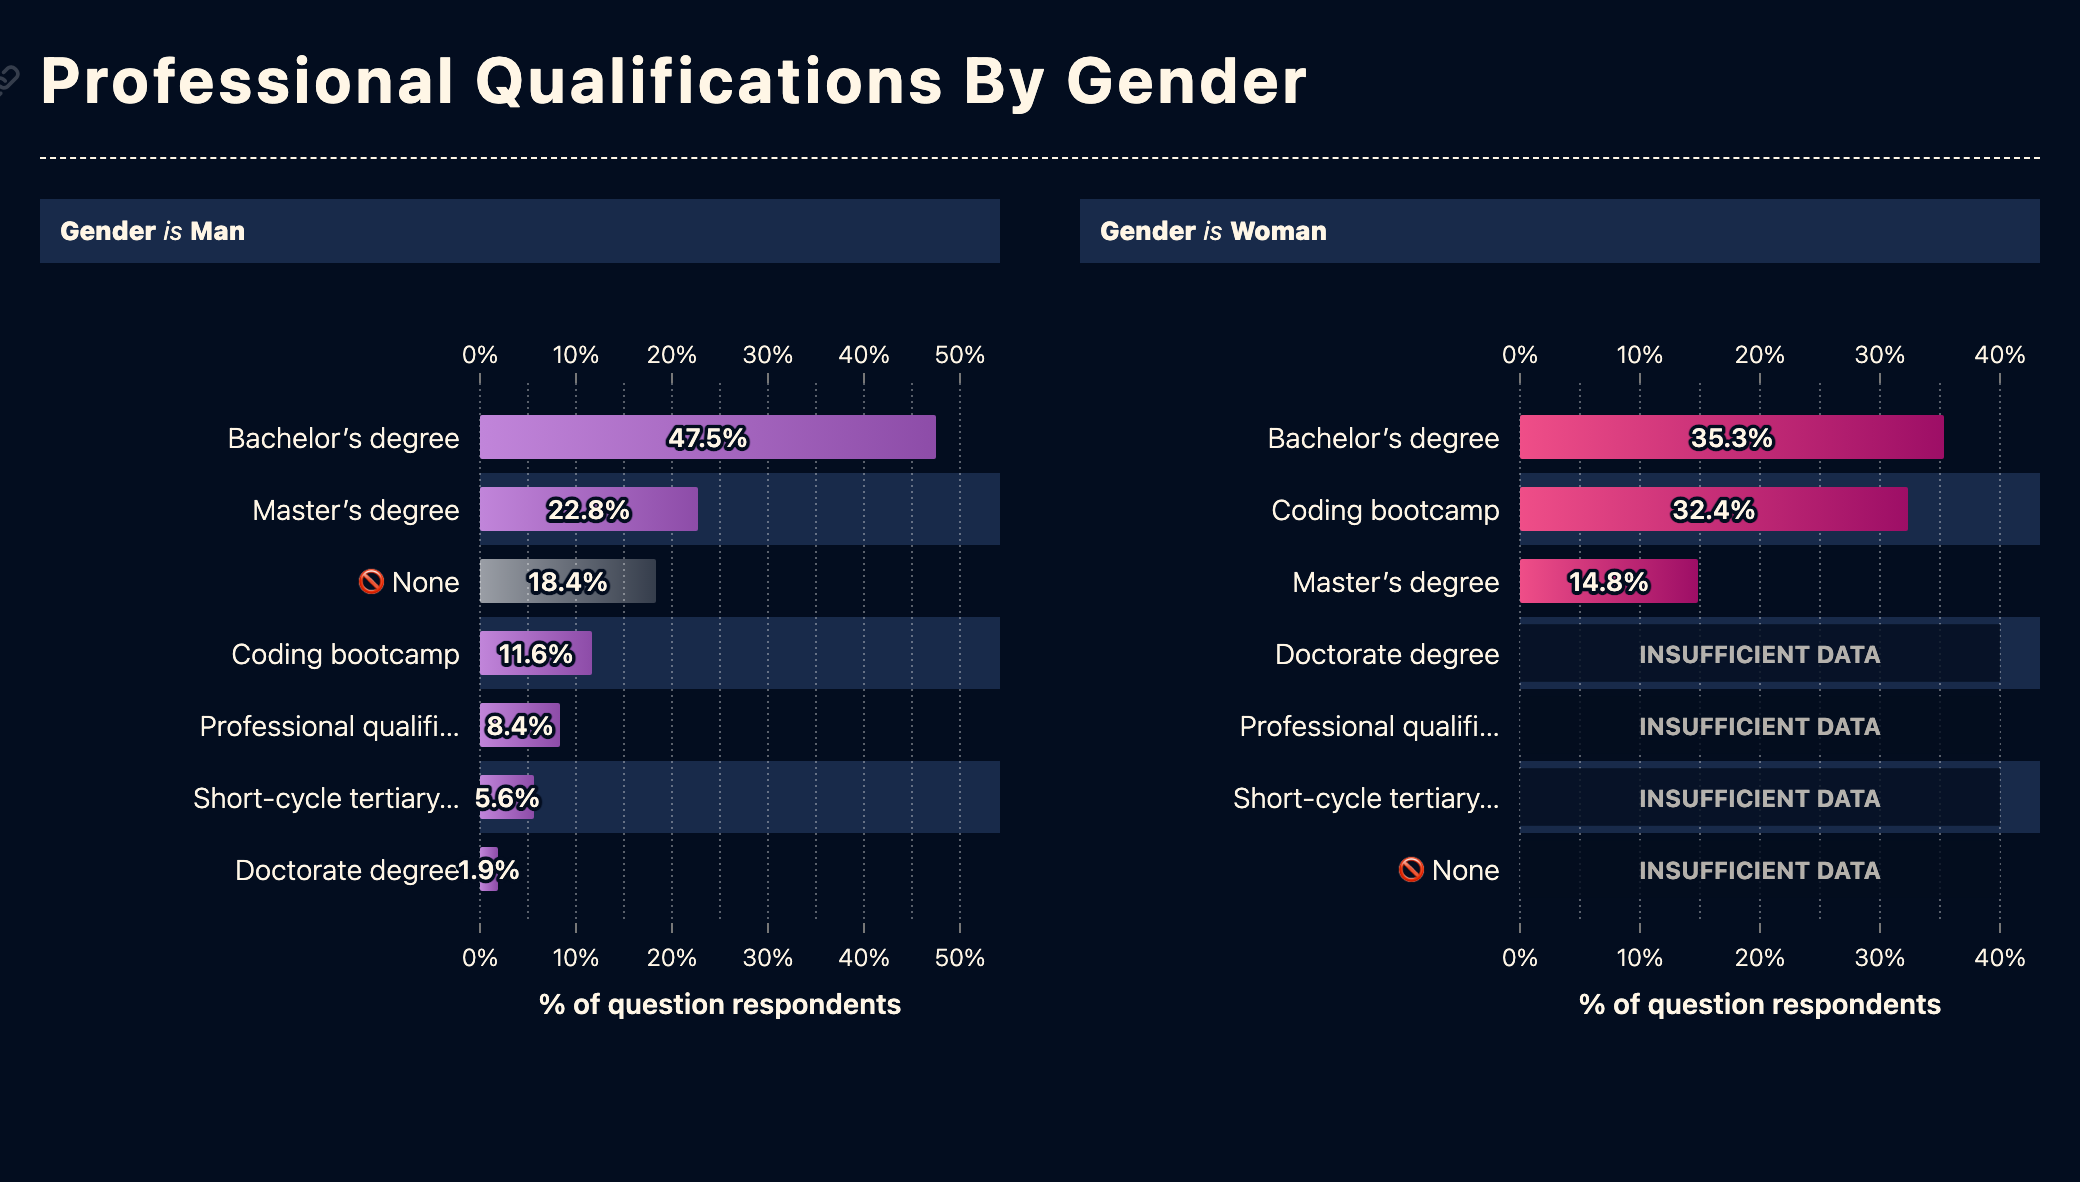 Professional Qualifications By Gender
Gender is Man
0% 10% 20% 30% 40% 50%
Bachelor’s degree 47.5%
Master’s degree 22.8%
None 18.4%
Coding bootcamp 11.6%
Professional qualifi... 8.4%
Short-cycle tertiary... 5.6%
Doctorate degree 1.9%
0% 10% 20% 30% 40% 50%
% of question respondents
Gender is Woman
0% 10% 20% 30% 40%
Bachelor’s degree 35.3%
Coding bootcamp 32.4%
Master’s degree 14.8%
Doctorate degree INSUFFICIENT DATA
Professional qualifi... INSUFFICIENT DATA
Short-cycle tertiary... INSUFFICIENT DATA
None INSUFFICIENT DATA
0% 10% 20% 30% 40%
% of question respondents